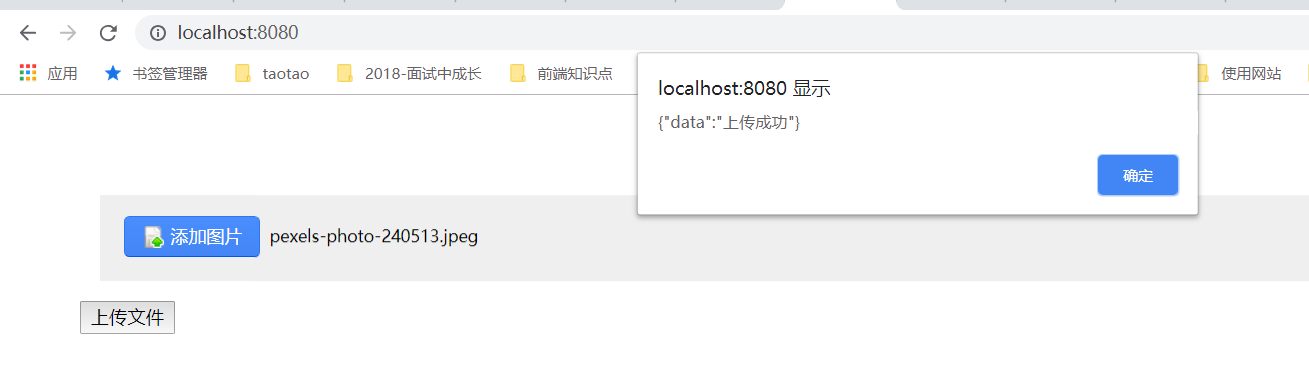 localhost:8080
应用 书签管理器 taotao 2018-面试中成长 前端知识点 使用网站
localhost:8080 显示
{"data":"上传成功"}
确定
添加图片 pexels-photo-240513.jpeg
上传文件